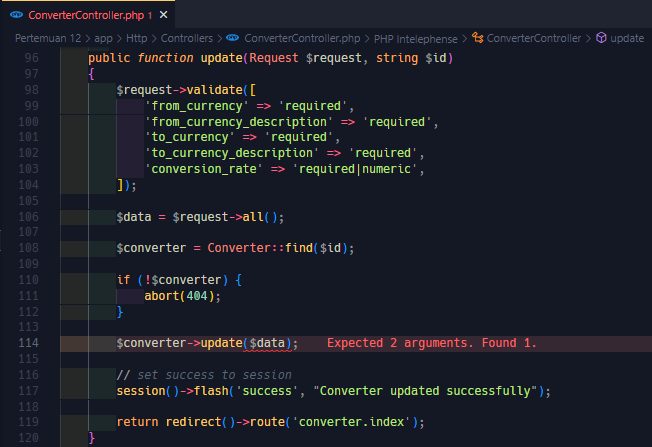 ConverterController.php 1 ×
Pertemuan 12 > app > Http > Controllers > ConverterController.php > PHP Intelephense > ConverterController > update
96 public function update(Request $request, string $id)
97 {
98 $request->validate([
99 'from_currency' => 'required',
100 'from_currency_description' => 'required',
101 'to_currency' => 'required',
102 'to_currency_description' => 'required',
103 'conversion_rate' => 'required|numeric',
104 ]);
105
106 $data = $request->all();
107
108 $converter = Converter::find($id);
109
110 if (!$converter) {
111 abort(404);
112 }
113
114 $converter->update($data); Expected 2 arguments. Found 1.
115
116 // set success to session
117 session()->flash('success', "Converter updated successfully");
118
119 return redirect()->route('converter.index');
120 }